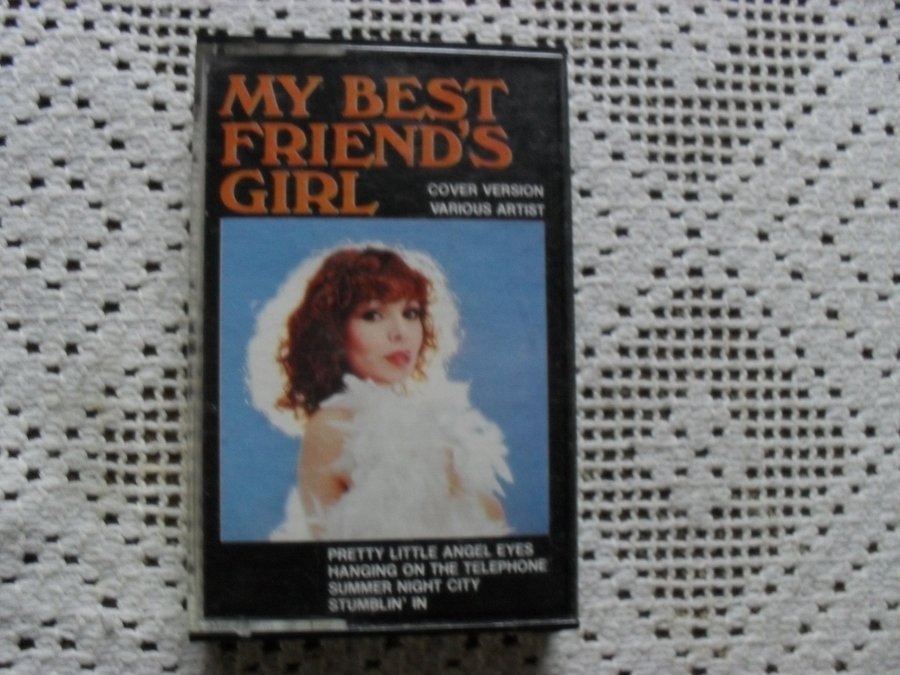 MY BEST
FRIEND'S
GIRL
COVER VERSION
VARIOUS ARTIST
PRETTY LITTLE ANGEL EYES
HANGING ON THE TELEPHONE
SUMMER NIGHT CITY
STUMBLIN' IN